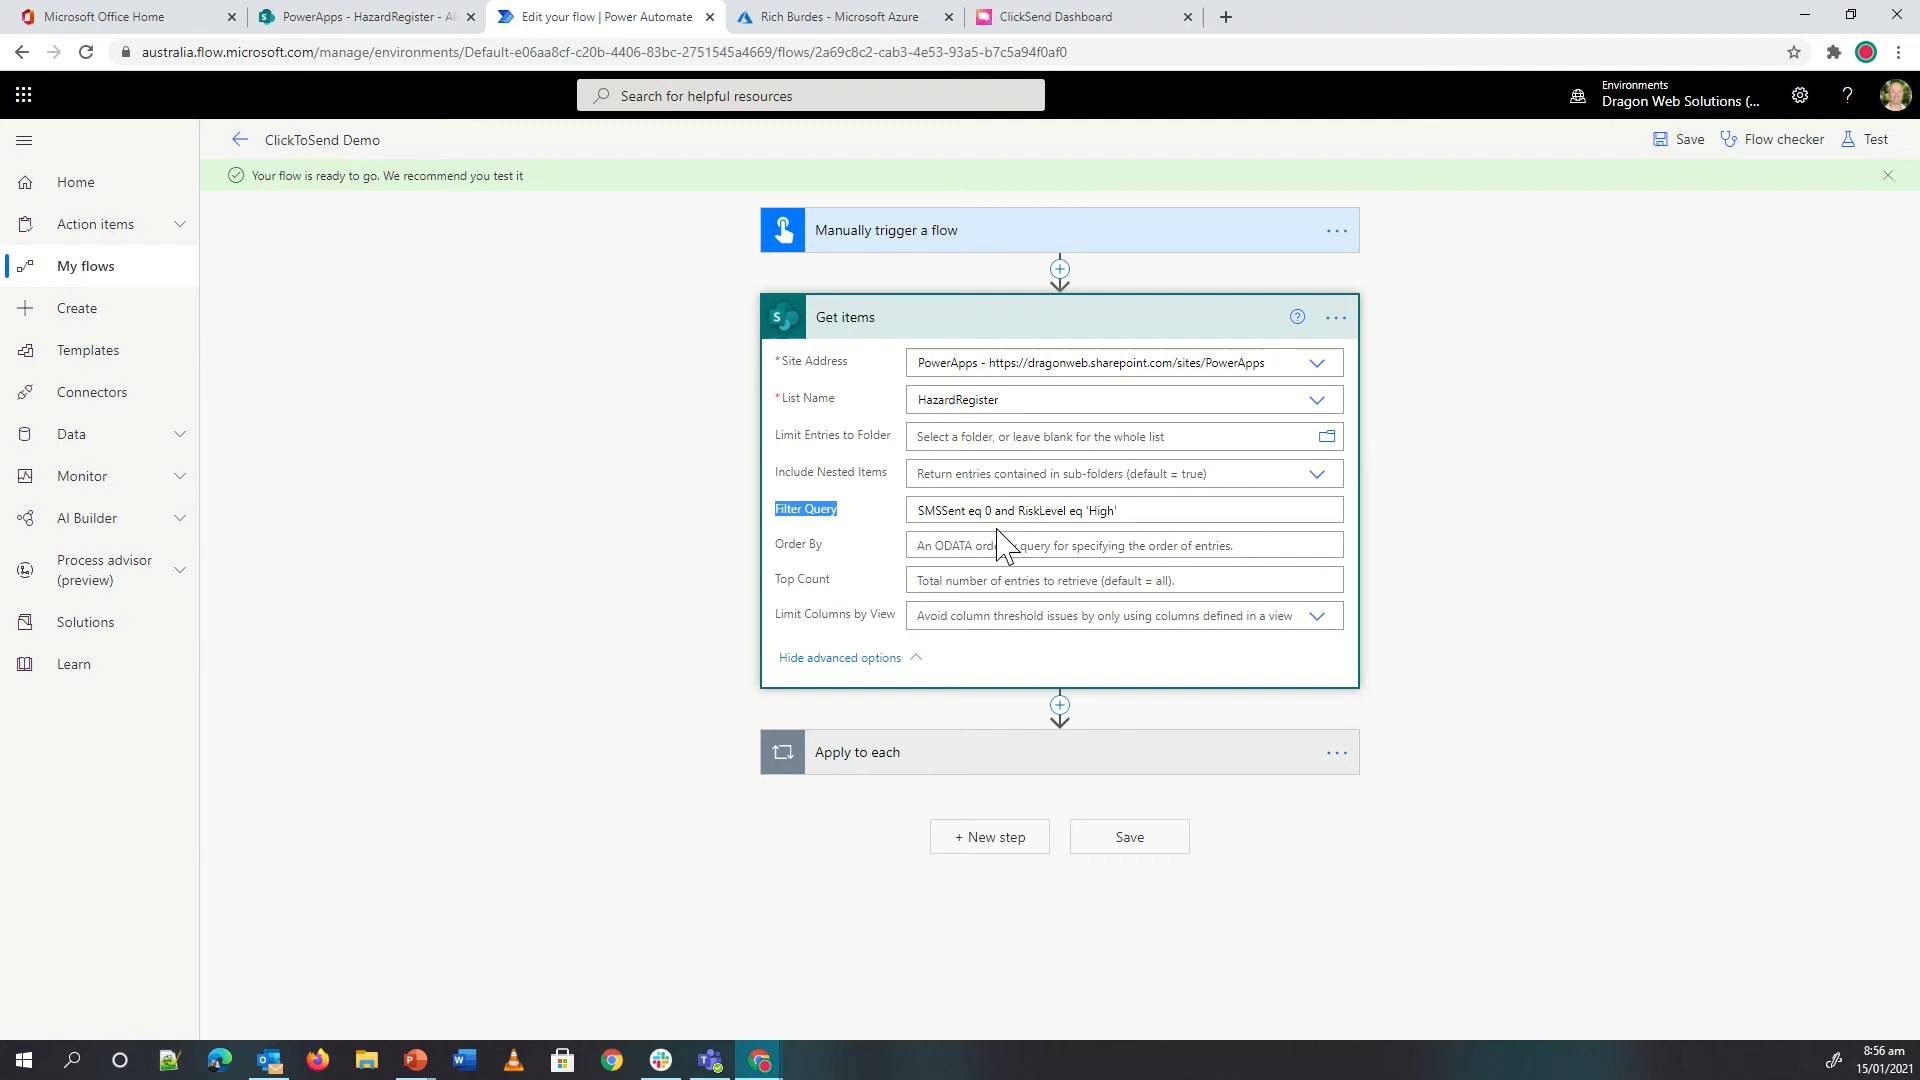 Microsoft Office Home
PowerApps - HazardRegister - Al
Edit your flow | Power Automate
Rich Burdes - Microsoft Azure
ClickSend Dashboard
australia.flow.microsoft.com/manage/environments/Default-e06aa8cf-c20b-4406-83bc-2751545a4669/flows/2a69c8c2-cab3-4e53-93a5-b7c5a94f0af0
Search for helpful resources
Environments
Dragon Web Solutions (...
ClickToSend Demo
Save
Flow checker
Test
Your flow is ready to go. We recommend you test it
Home
Action items
My flows
Create
Templates
Connectors
Data
Monitor
AI Builder
Process advisor
(preview)
Solutions
Learn
Manually trigger a flow
Get items
*Site Address
PowerApps - https://dragonweb.sharepoint.com/sites/PowerApps
*List Name
HazardRegister
Limit Entries to Folder
Select a folder, or leave blank for the whole list
Include Nested Items
Return entries contained in sub-folders (default = true)
Filter Query
SMSSent eq 0 and RiskLevel eq 'High'
Order By
An ODATA query for specifying the order of entries.
Top Count
Total number of entries to retrieve (default = all).
Limit Columns by View
Avoid column threshold issues by only using columns defined in a view
Hide advanced options
Apply to each
+ New step
Save
8:56 am
15/01/2021